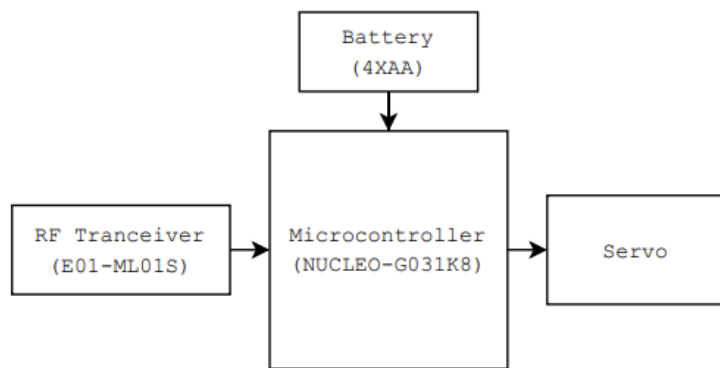 Battery
(4XAA)
RF Tranceiver
(E01-ML01S)
Microcontroller
(NUCLEO-G031K8)
Servo